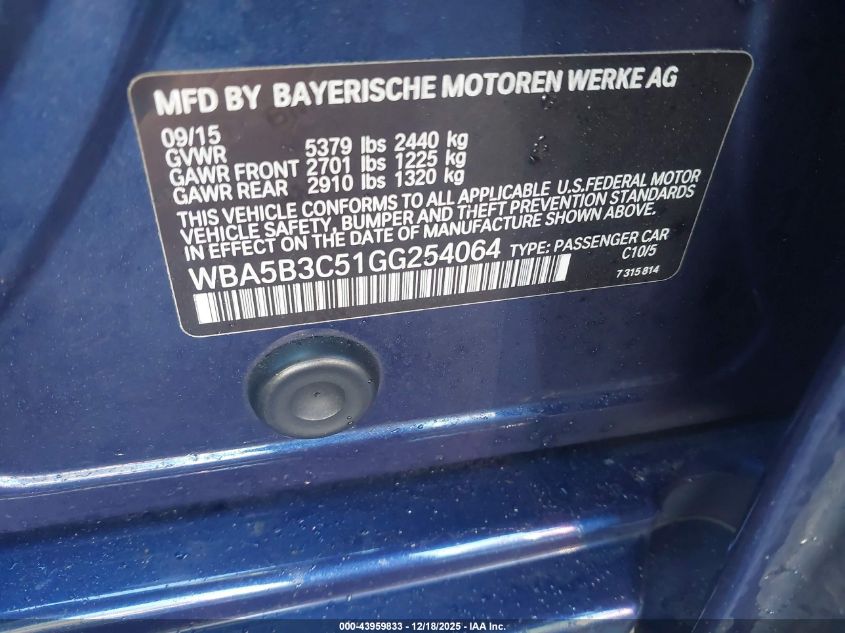 MFD BY BAYERISCHE MOTOREN WERKE AG
09/15
GVWR 5379 lbs 2440 kg
GAWR FRONT 2701 lbs 1225 kg
GAWR REAR 2910 lbs 1320 kg
THIS VEHICLE CONFORMS TO ALL APPLICABLE U.S.FEDERAL MOTOR
VEHICLE SAFETY, BUMPER AND THEFT PREVENTION STANDARDS
IN EFFECT ON THE DATE OF MANUFACTURE SHOWN ABOVE.
WBA5B3C51GG254064 TYPE: PASSENGER CAR
C10/5
7 315 814
000-43959833 - 12/18/2025 - IAA Inc.